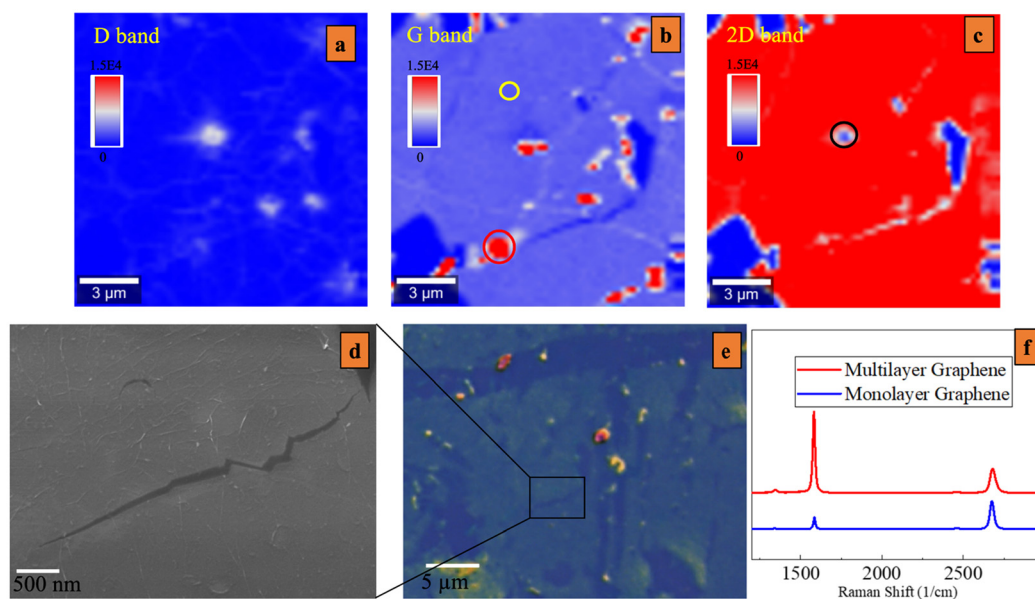 D band
a
1.5E4
0
3 µm
G band
b
1.5E4
0
3 µm
2D band
c
1.5E4
0
3 µm
d
500 nm
e
5 µm
f
Multilayer Graphene
Monolayer Graphene
1500 2000 2500
Raman Shift (1/cm)